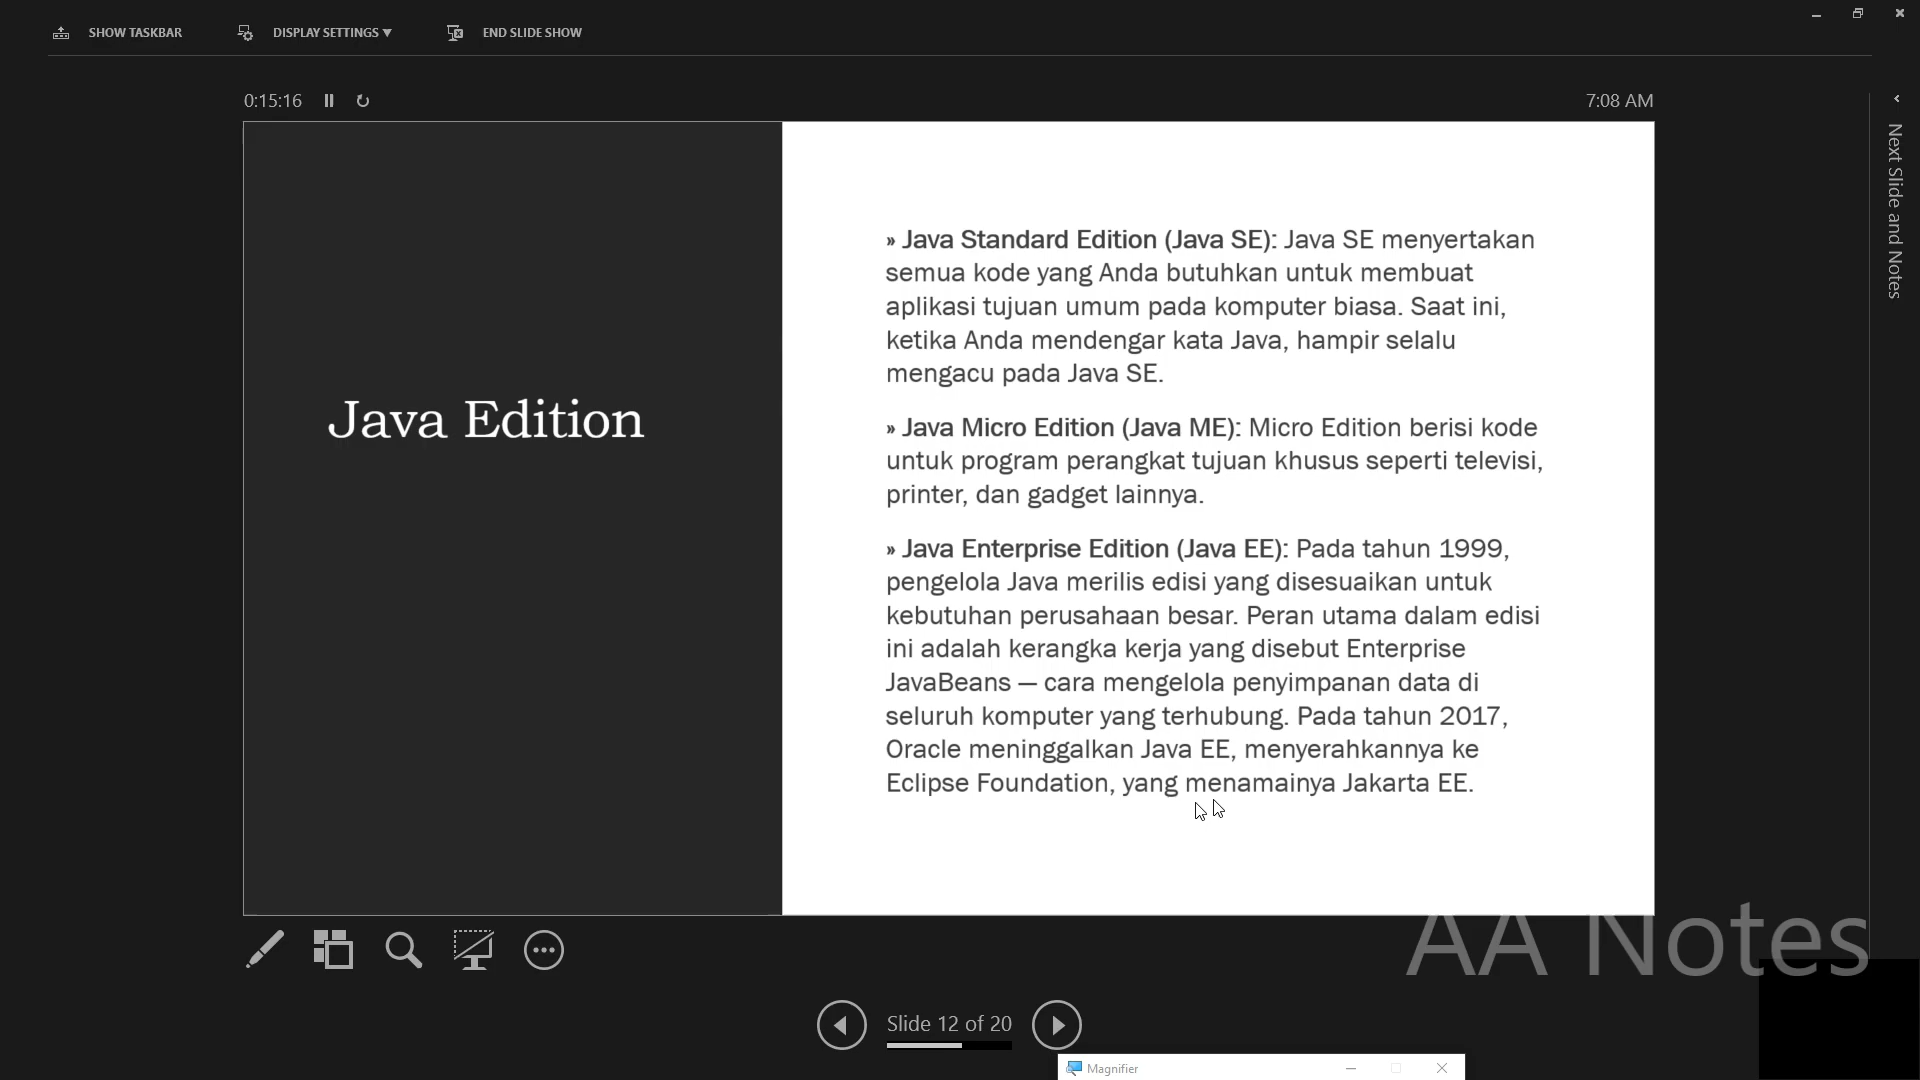 SHOW TASKBAR
DISPLAY SETTINGS
END SLIDE SHOW
0:15:16
7:08 AM
Next Slide and Notes
Java Edition
» Java Standard Edition (Java SE): Java SE menyertakan
semua kode yang Anda butuhkan untuk membuat
aplikasi tujuan umum pada komputer biasa. Saat ini,
ketika Anda mendengar kata Java, hampir selalu
mengacu pada Java SE.
» Java Micro Edition (Java ME): Micro Edition berisi kode
untuk program perangkat tujuan khusus seperti televisi,
printer, dan gadget lainnya.
» Java Enterprise Edition (Java EE): Pada tahun 1999,
pengelola Java merilis edisi yang disesuaikan untuk
kebutuhan perusahaan besar. Peran utama dalam edisi
ini adalah kerangka kerja yang disebut Enterprise
JavaBeans — cara mengelola penyimpanan data di
seluruh komputer yang terhubung. Pada tahun 2017,
Oracle meninggalkan Java EE, menyerahkannya ke
Eclipse Foundation, yang menamainya Jakarta EE.
AA Notes
Slide 12 of 20
Magnifier